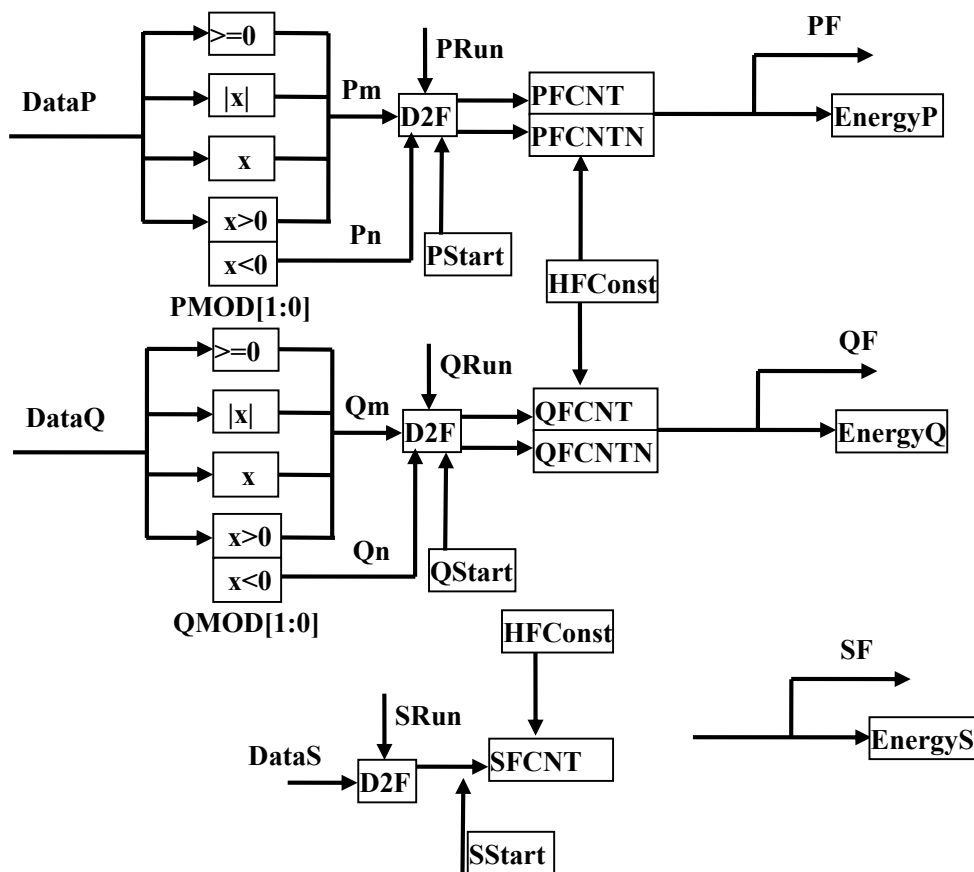 PF
>=0
PRun
DataP
|x|
Pm
D2F
PFCNT
EnergyP
PFCNTN
x
x>0
Pn
PStart
x<0
HFConst
PMOD[1:0]
>=0
QRun
QF
DataQ
|x|
Qm
D2F
QFCNT
EnergyQ
QFCNTN
x
x>0
Qn
QStart
x<0
QMOD[1:0]
HFConst
SF
SRun
DataS
D2F
SFCNT
EnergyS
SStart